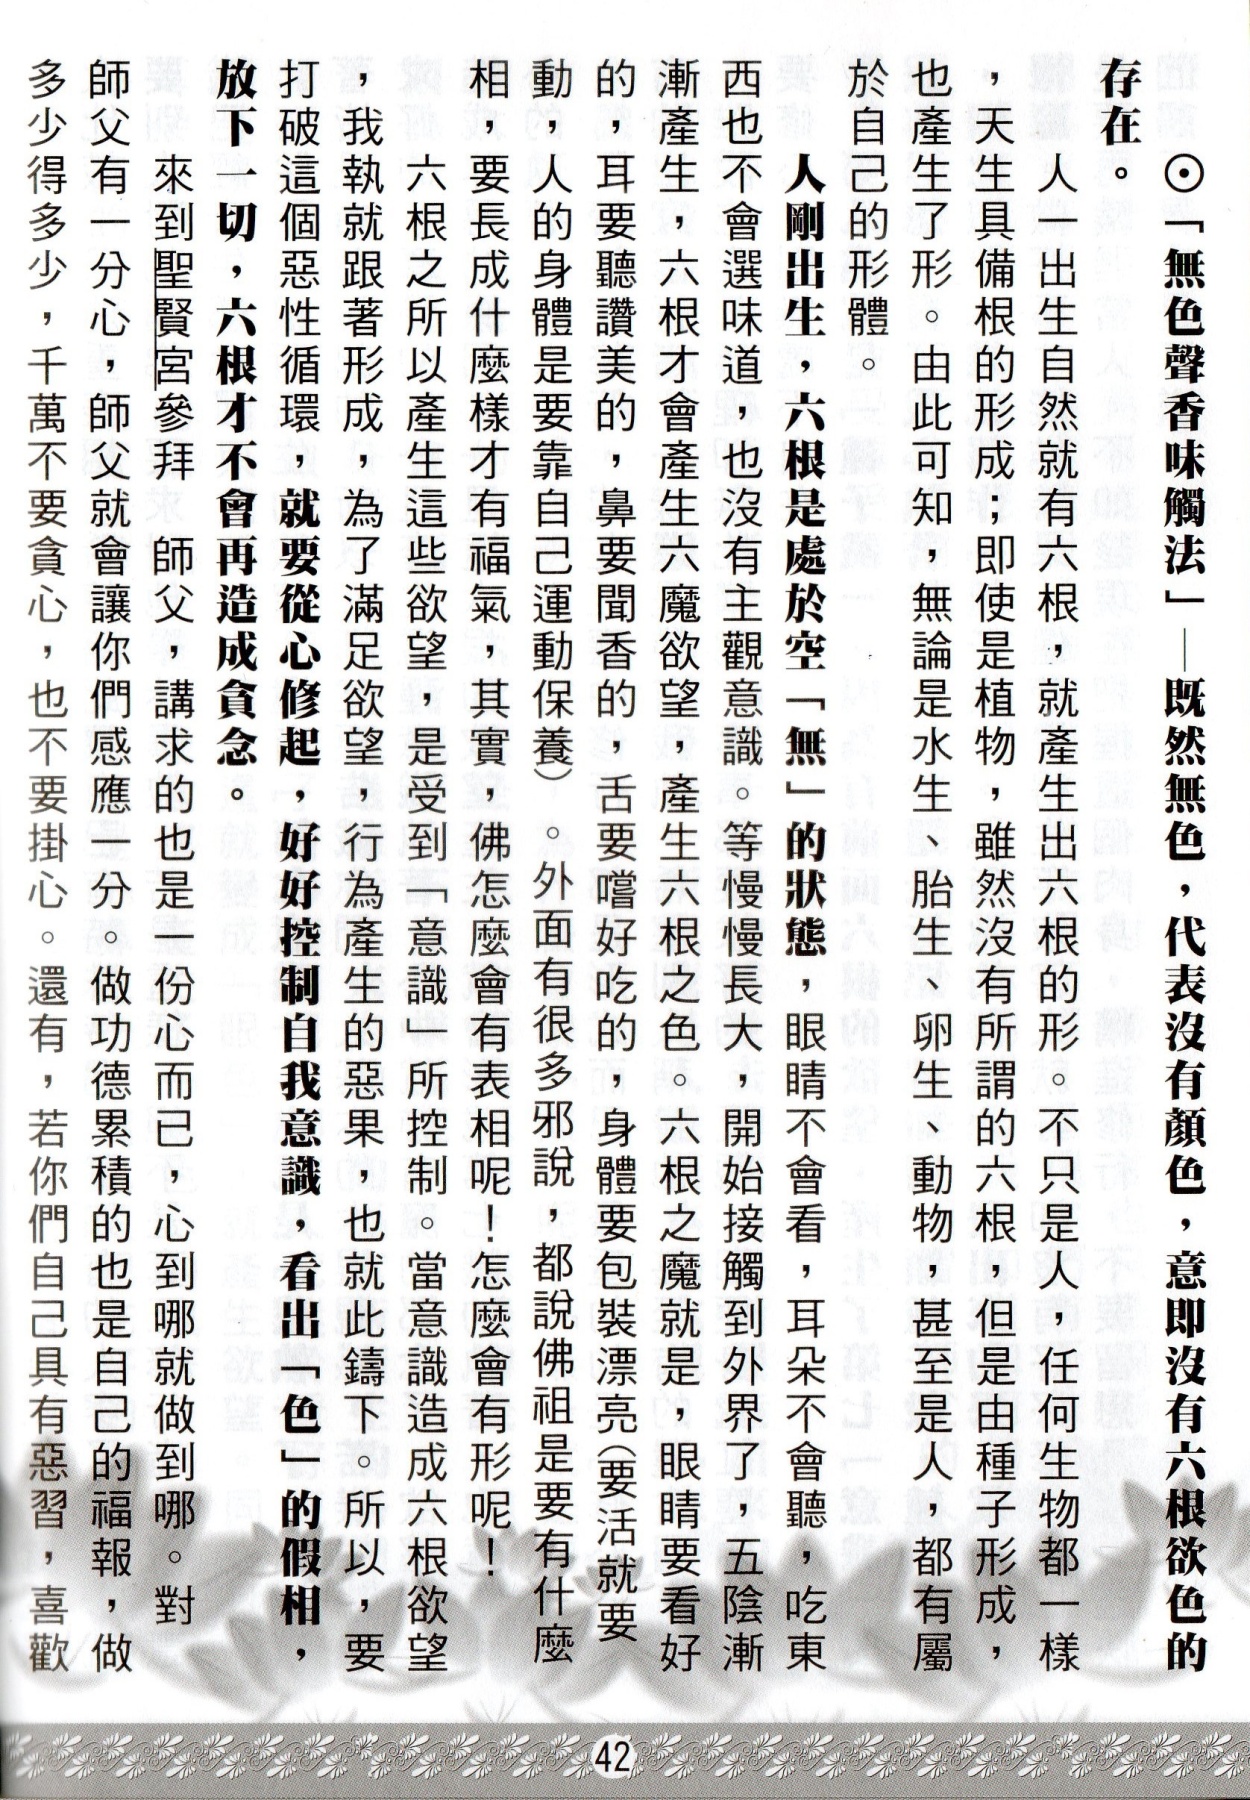 ⊙「無色聲香味觸法」—既然無色，代表沒有顏色，意即沒有六根欲色的
存在。
人一出生自然就有六根，就產生出六根的形。不只是人，任何生物都一樣
，天生具備根的形成，即使是植物，雖然沒有所謂的六根，但是由種子形成，
也產生了形。由此可知，無論是水生、胎生、卵生、動物，甚至是人，都有屬
於自己的形體。
人剛出生，六根是處於空「無」的狀態，眼睛不會看，耳朵不會聽，吃東
西也不會選味道，也沒有主觀意識。等慢慢長大，開始接觸到外界了，五陰漸
漸產生，六根才會產生六魔欲望，產生六根之色。六根之魔就是，眼睛要看好
的，耳要聽讚美的，鼻要聞香的，舌要嚐好吃的，身體要包裝漂亮（要活就要
動，人的身體是要靠自己運動保養）。外面有很多邪說，都說佛祖是要有什麼
相，要長成什麼樣才有福氣，其實，佛怎麼會有表相呢！怎麼會有形呢！
六根之所以產生這些欲望，是受到「意識」所控制。當意識造成六根欲望
，我執就跟著形成，為了滿足欲望，行為產生的惡果，也就此鑄下。所以，要
打破這個惡性循環，就要從心修起，好好控制自我意識，看出「色」的假相，
放下一切，六根才不會再造成貪念。
來到聖賢宮參拜　師父，講求的也是一份心而已，心到哪就做到哪。對
師父有一分心，師父就會讓你們感應一分。做功德累積的也是自己的福報，做
多少得多少，千萬不要貪心，也不要掛心。還有，若你們自己具有惡習，喜歡
42